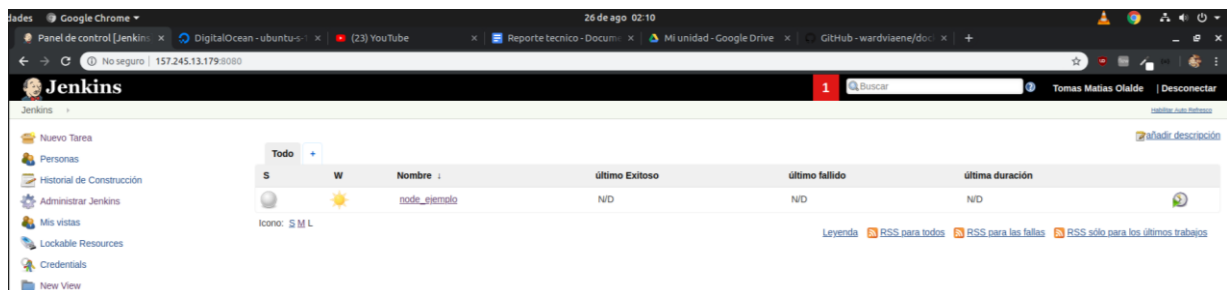 dades Google Chrome ▾ 26 de ago 02:10
Panel de control [Jenkins × DigitalOcean - ubuntu-s-1 × (23) YouTube × Reporte tecnico - Docume × Mi unidad - Google Drive × GitHub - wardviaene/doc × +
No seguro 157.245.13.179:8080
Jenkins 1 Buscar Tomas Matias Olalde | Desconectar
Jenkins Habilitar Auto Refresco
añadir descripción
Nuevo Tarea
Personas
Historial de Construcción
Administrar Jenkins
Mis vistas
Lockable Resources
Credentials
New View
Todo +
S W Nombre ↓ último Exitoso último fallido última duración
node_ejemplo N/D N/D N/D
Icono: S M L
Leyenda RSS para todos RSS para las fallas RSS sólo para los últimos trabajos